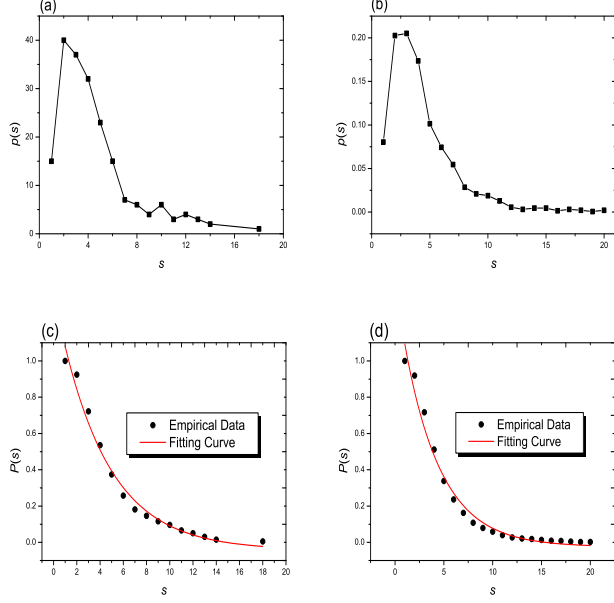 (a)
p(s)
40
30
20
10
0
0 4 8 12 16 20
s
(b)
p(s)
0.20
0.15
0.10
0.05
0.00
0 5 10 15 20
s
(c)
P(s)
1.0
0.8
0.6
0.4
0.2
0.0
Empirical Data
Fitting Curve
0 2 4 6 8 10 12 14 16 18 20
s
(d)
P(s)
1.0
0.8
0.6
0.4
0.2
0.0
Empirical Data
Fitting Curve
0 5 10 15 20
s